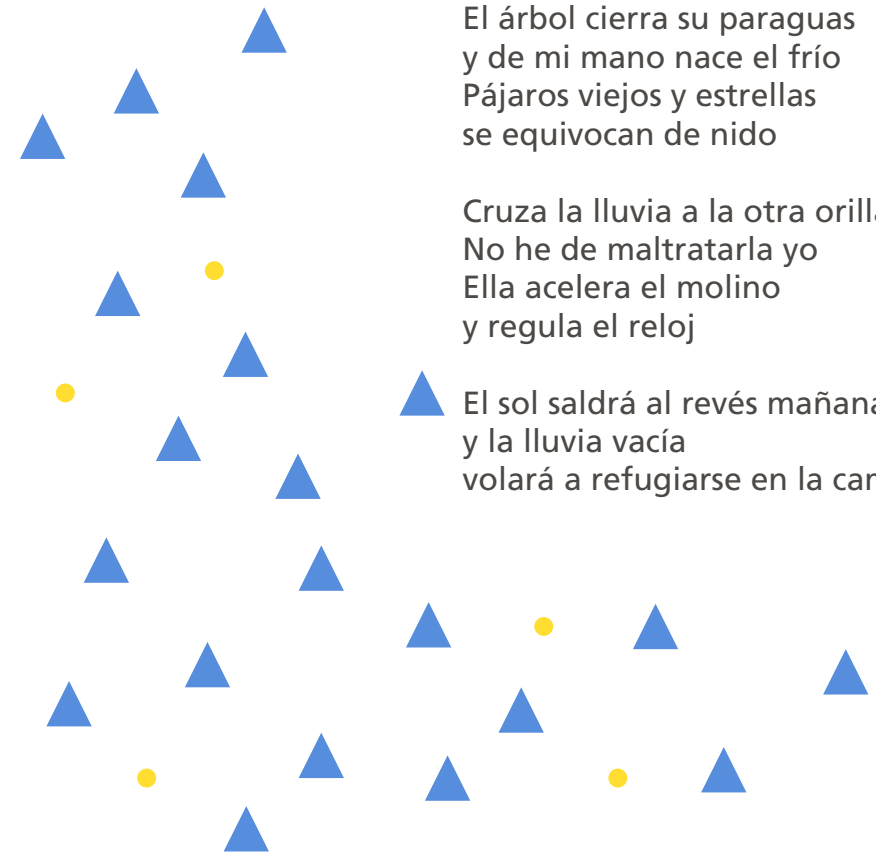 El árbol cierra su paraguas
y de mi mano nace el frío
Pájaros viejos y estrellas
se equivocan de nido

Cruza la lluvia a la otra
No he de maltratarla yo
Ella acelera el molino
y regula el reloj

El sol saldrá al revés mañana
y la lluvia vacía
volará a refugiarse en la